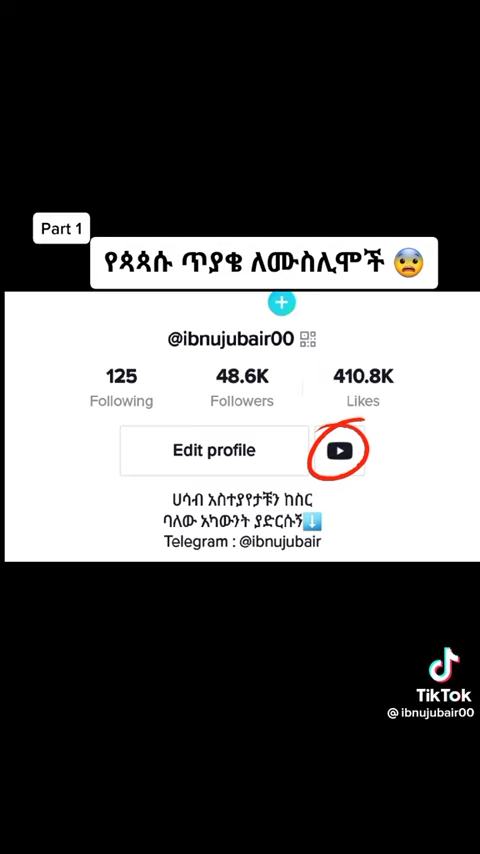 Part 1
የጳጳሱ ጥያቄ ለሙስሊሞች 😨
@ibnujubair00
125 48.6K 410.8K
Following Followers Likes
Edit profile
ሀሳብ አስተያየታቹን ከስር
ባለው አካውንት ያድርሱኝ⬇️
Telegram : @ibnujubair
TikTok
@ibnujubair00